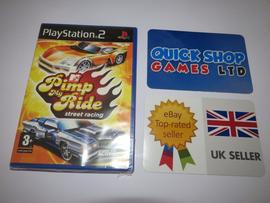 PlayStation 2
MTV
Pimp
My
Ride
street racing
3+
QUICK SHOP
GAMES LTD
eBay
Top-rated
seller
UK SELLER